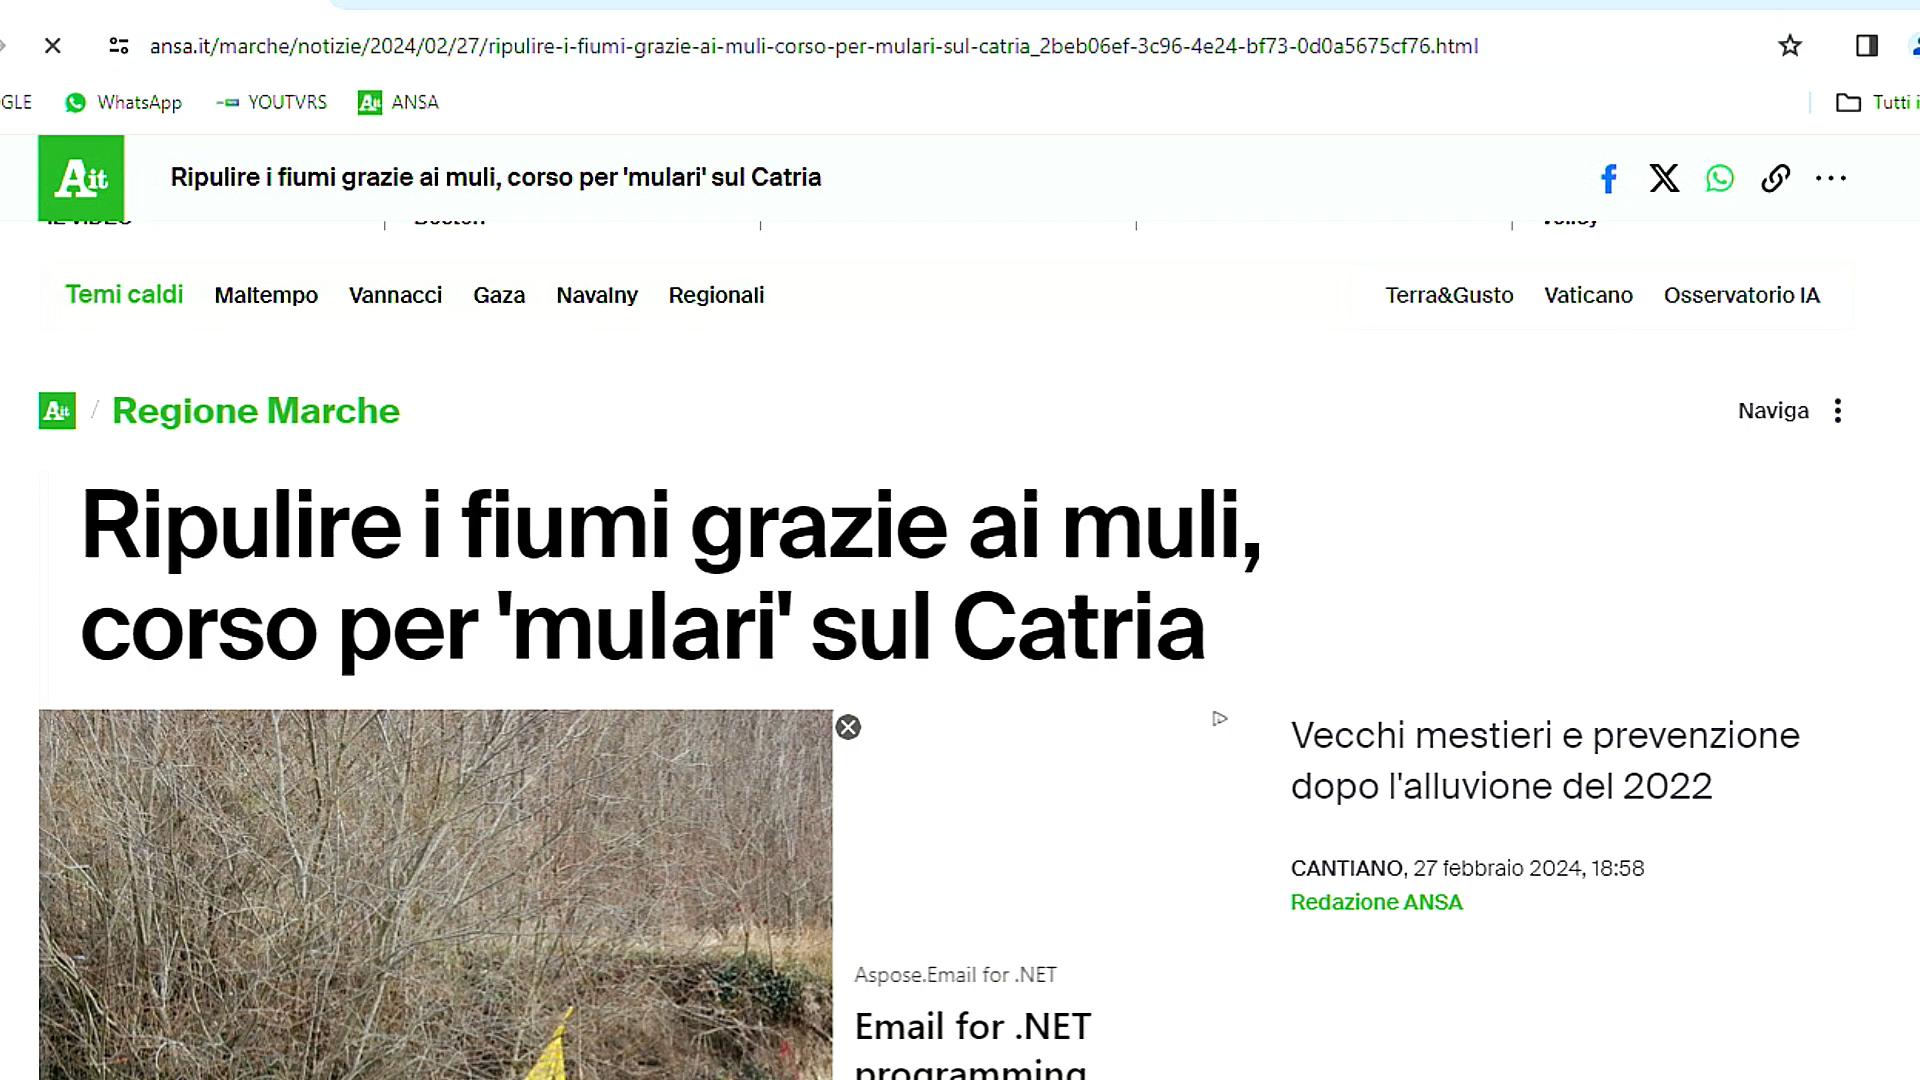 ansa.it/marche/notizie/2024/02/27/ripulire-i-fiumi-grazie-ai-muli-corso-per-mulari-sul-catria_2beb06ef-3c96-4e24-bf73-0d0a5675cf76.html
GLE WhatsApp YOUTVRS Ait ANSA Tutti i
Ait Ripulire i fiumi grazie ai muli, corso per 'mulari' sul Catria
Temi caldi Maltempo Vannacci Gaza Navalny Regionali Terra&Gusto Vaticano Osservatorio IA
Ait / Regione Marche Naviga
Ripulire i fiumi grazie ai muli,
corso per 'mulari' sul Catria
Vecchi mestieri e prevenzione
dopo l'alluvione del 2022
CANTIANO, 27 febbraio 2024, 18:58
Redazione ANSA
Aspose.Email for .NET
Email for .NET
programming